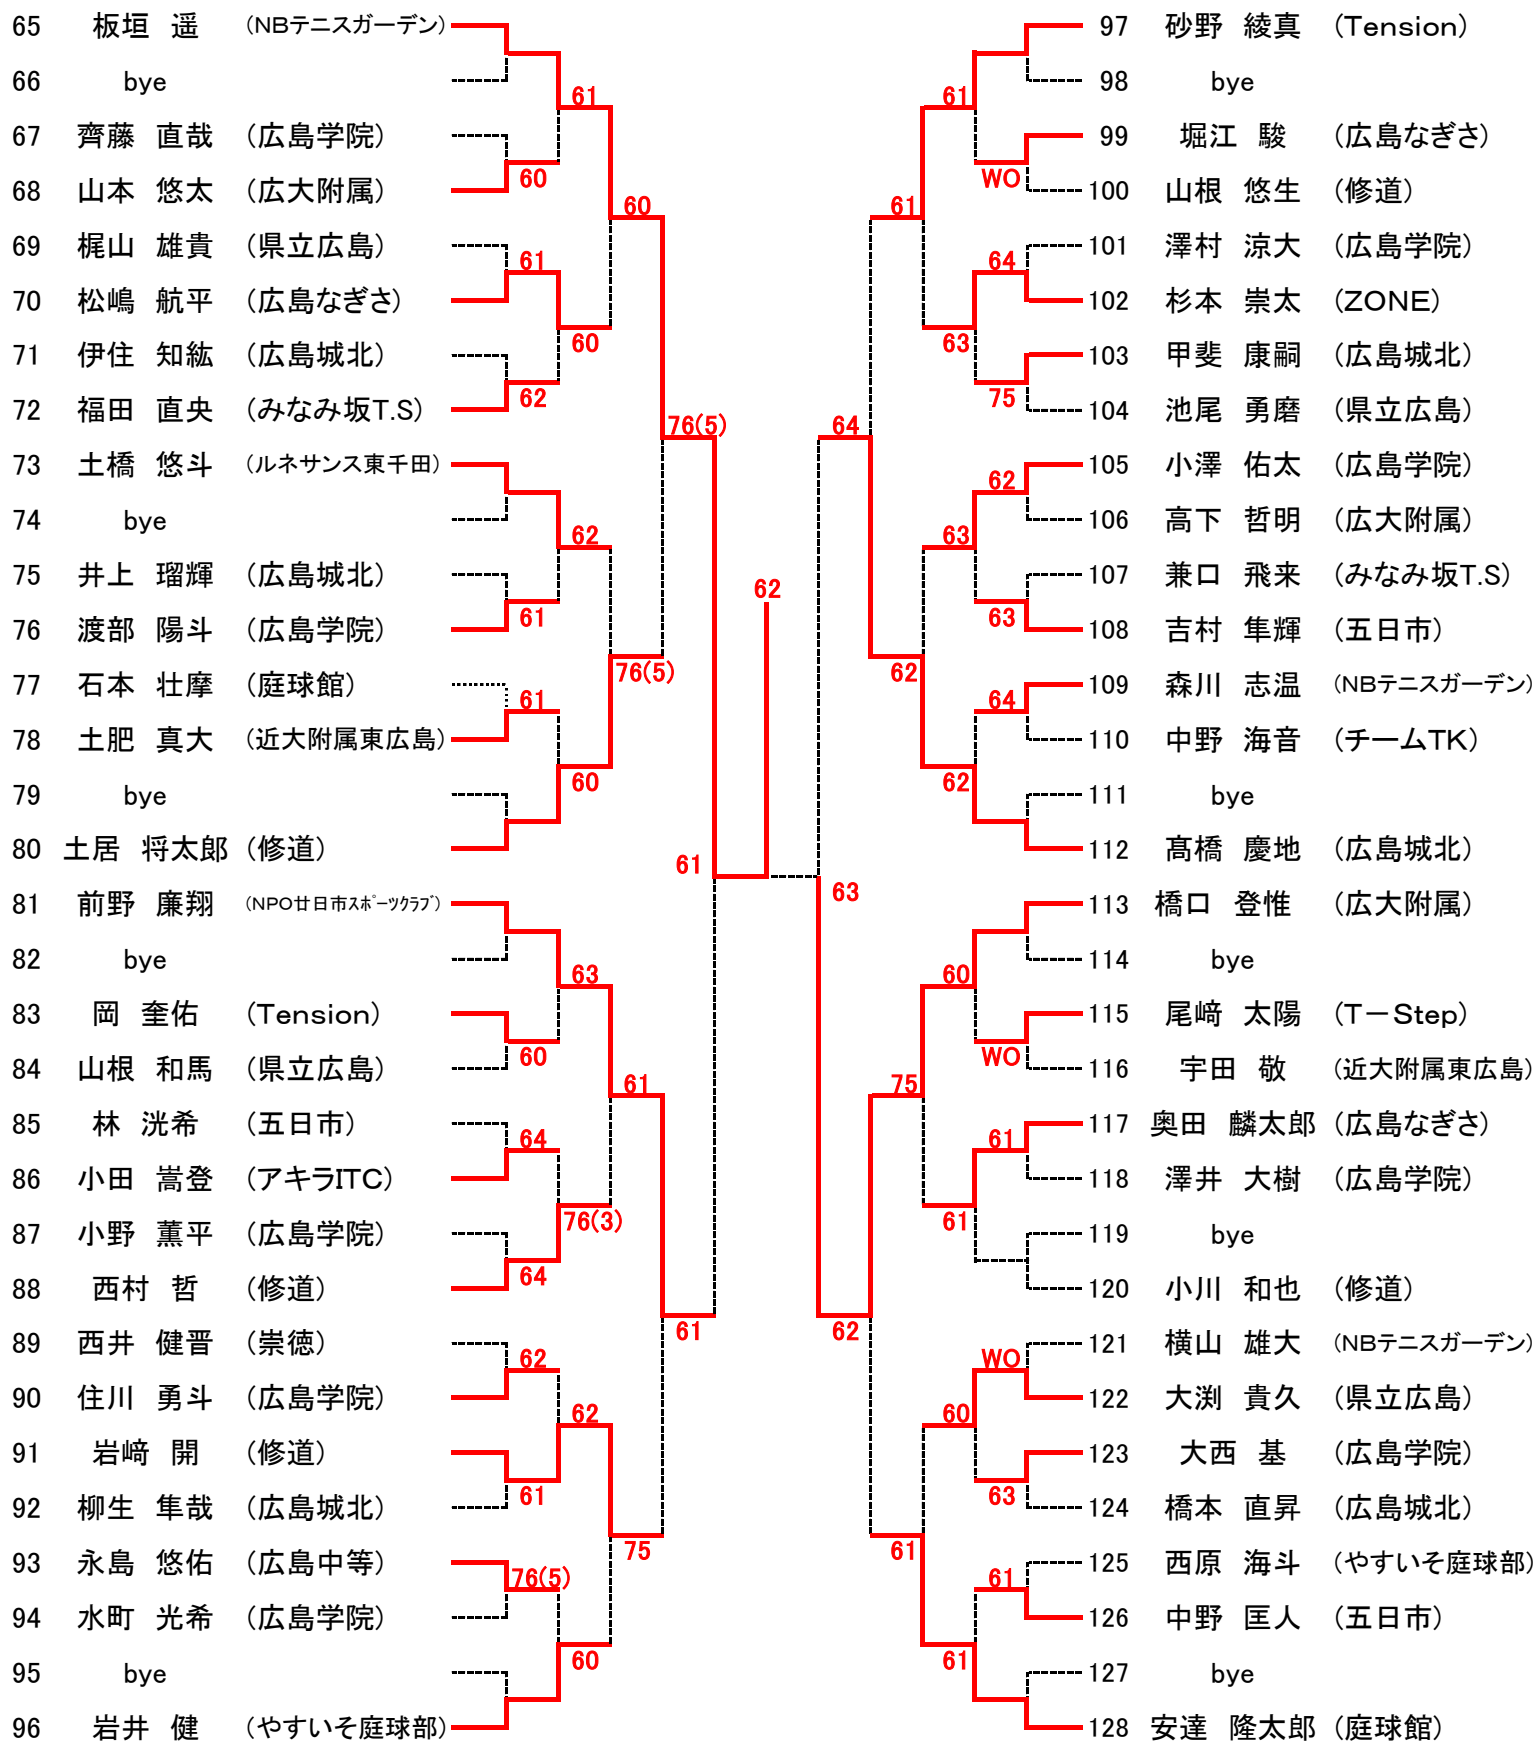 65 板垣 遥 (NBテニスガーデン)
66 bye
61
67 齊藤 直哉 (広島学院)
60
68 山本 悠太 (広大附属)
60
69 梶山 雄貴 (県立広島)
61
70 松嶋 航平 (広島なぎさ)
60
71 伊住 知紘 (広島城北)
62
72 福田 直央 (みなみ坂T.S)
76(5)
73 土橋 悠斗 (ルネサンス東千田)
74 bye
62
75 井上 瑠輝 (広島城北)
61
76 渡部 陽斗 (広島学院)
76(5)
77 石本 壮摩 (庭球館)
61
78 土肥 真大 (近大附属東広島)
60
79 bye
80 土居 将太郎 (修道)
61
81 前野 廉翔 (NPO廿日市スポーツクラブ)
82 bye
63
83 岡 奎佑 (Tension)
60
84 山根 和馬 (県立広島)
61
85 林 洸希 (五日市)
64
86 小田 嵩登 (アキラITC)
76(3)
87 小野 薫平 (広島学院)
64
88 西村 哲 (修道)
61
89 西井 健晋 (崇徳)
62
90 住川 勇斗 (広島学院)
62
91 岩﨑 開 (修道)
61
92 柳生 隼哉 (広島城北)
75
93 永島 悠佑 (広島中等)
76(5)
94 水町 光希 (広島学院)
60
95 bye
96 岩井 健 (やすいそ庭球部)
62
97 砂野 綾真 (Tension)
98 bye
61
99 堀江 駿 (広島なぎさ)
WO
100 山根 悠生 (修道)
61
101 澤村 涼大 (広島学院)
64
102 杉本 崇太 (ZONE)
63
103 甲斐 康嗣 (広島城北)
75
104 池尾 勇磨 (県立広島)
64
105 小澤 佑太 (広島学院)
62
106 高下 哲明 (広大附属)
63
107 兼口 飛来 (みなみ坂T.S)
63
108 吉村 隼輝 (五日市)
62
109 森川 志温 (NBテニスガーデン)
64
110 中野 海音 (チームTK)
62
111 bye
112 髙橋 慶地 (広島城北)
63
113 橋口 登惟 (広大附属)
114 bye
60
115 尾﨑 太陽 (T－Step)
WO
116 宇田 敬 (近大附属東広島)
75
117 奥田 麟太郎 (広島なぎさ)
61
118 澤井 大樹 (広島学院)
61
119 bye
120 小川 和也 (修道)
62
121 横山 雄大 (NBテニスガーデン)
WO
122 大渕 貴久 (県立広島)
60
123 大西 基 (広島学院)
63
124 橋本 直昇 (広島城北)
61
125 西原 海斗 (やすいそ庭球部)
61
126 中野 匡人 (五日市)
61
127 bye
128 安達 隆太郎 (庭球館)